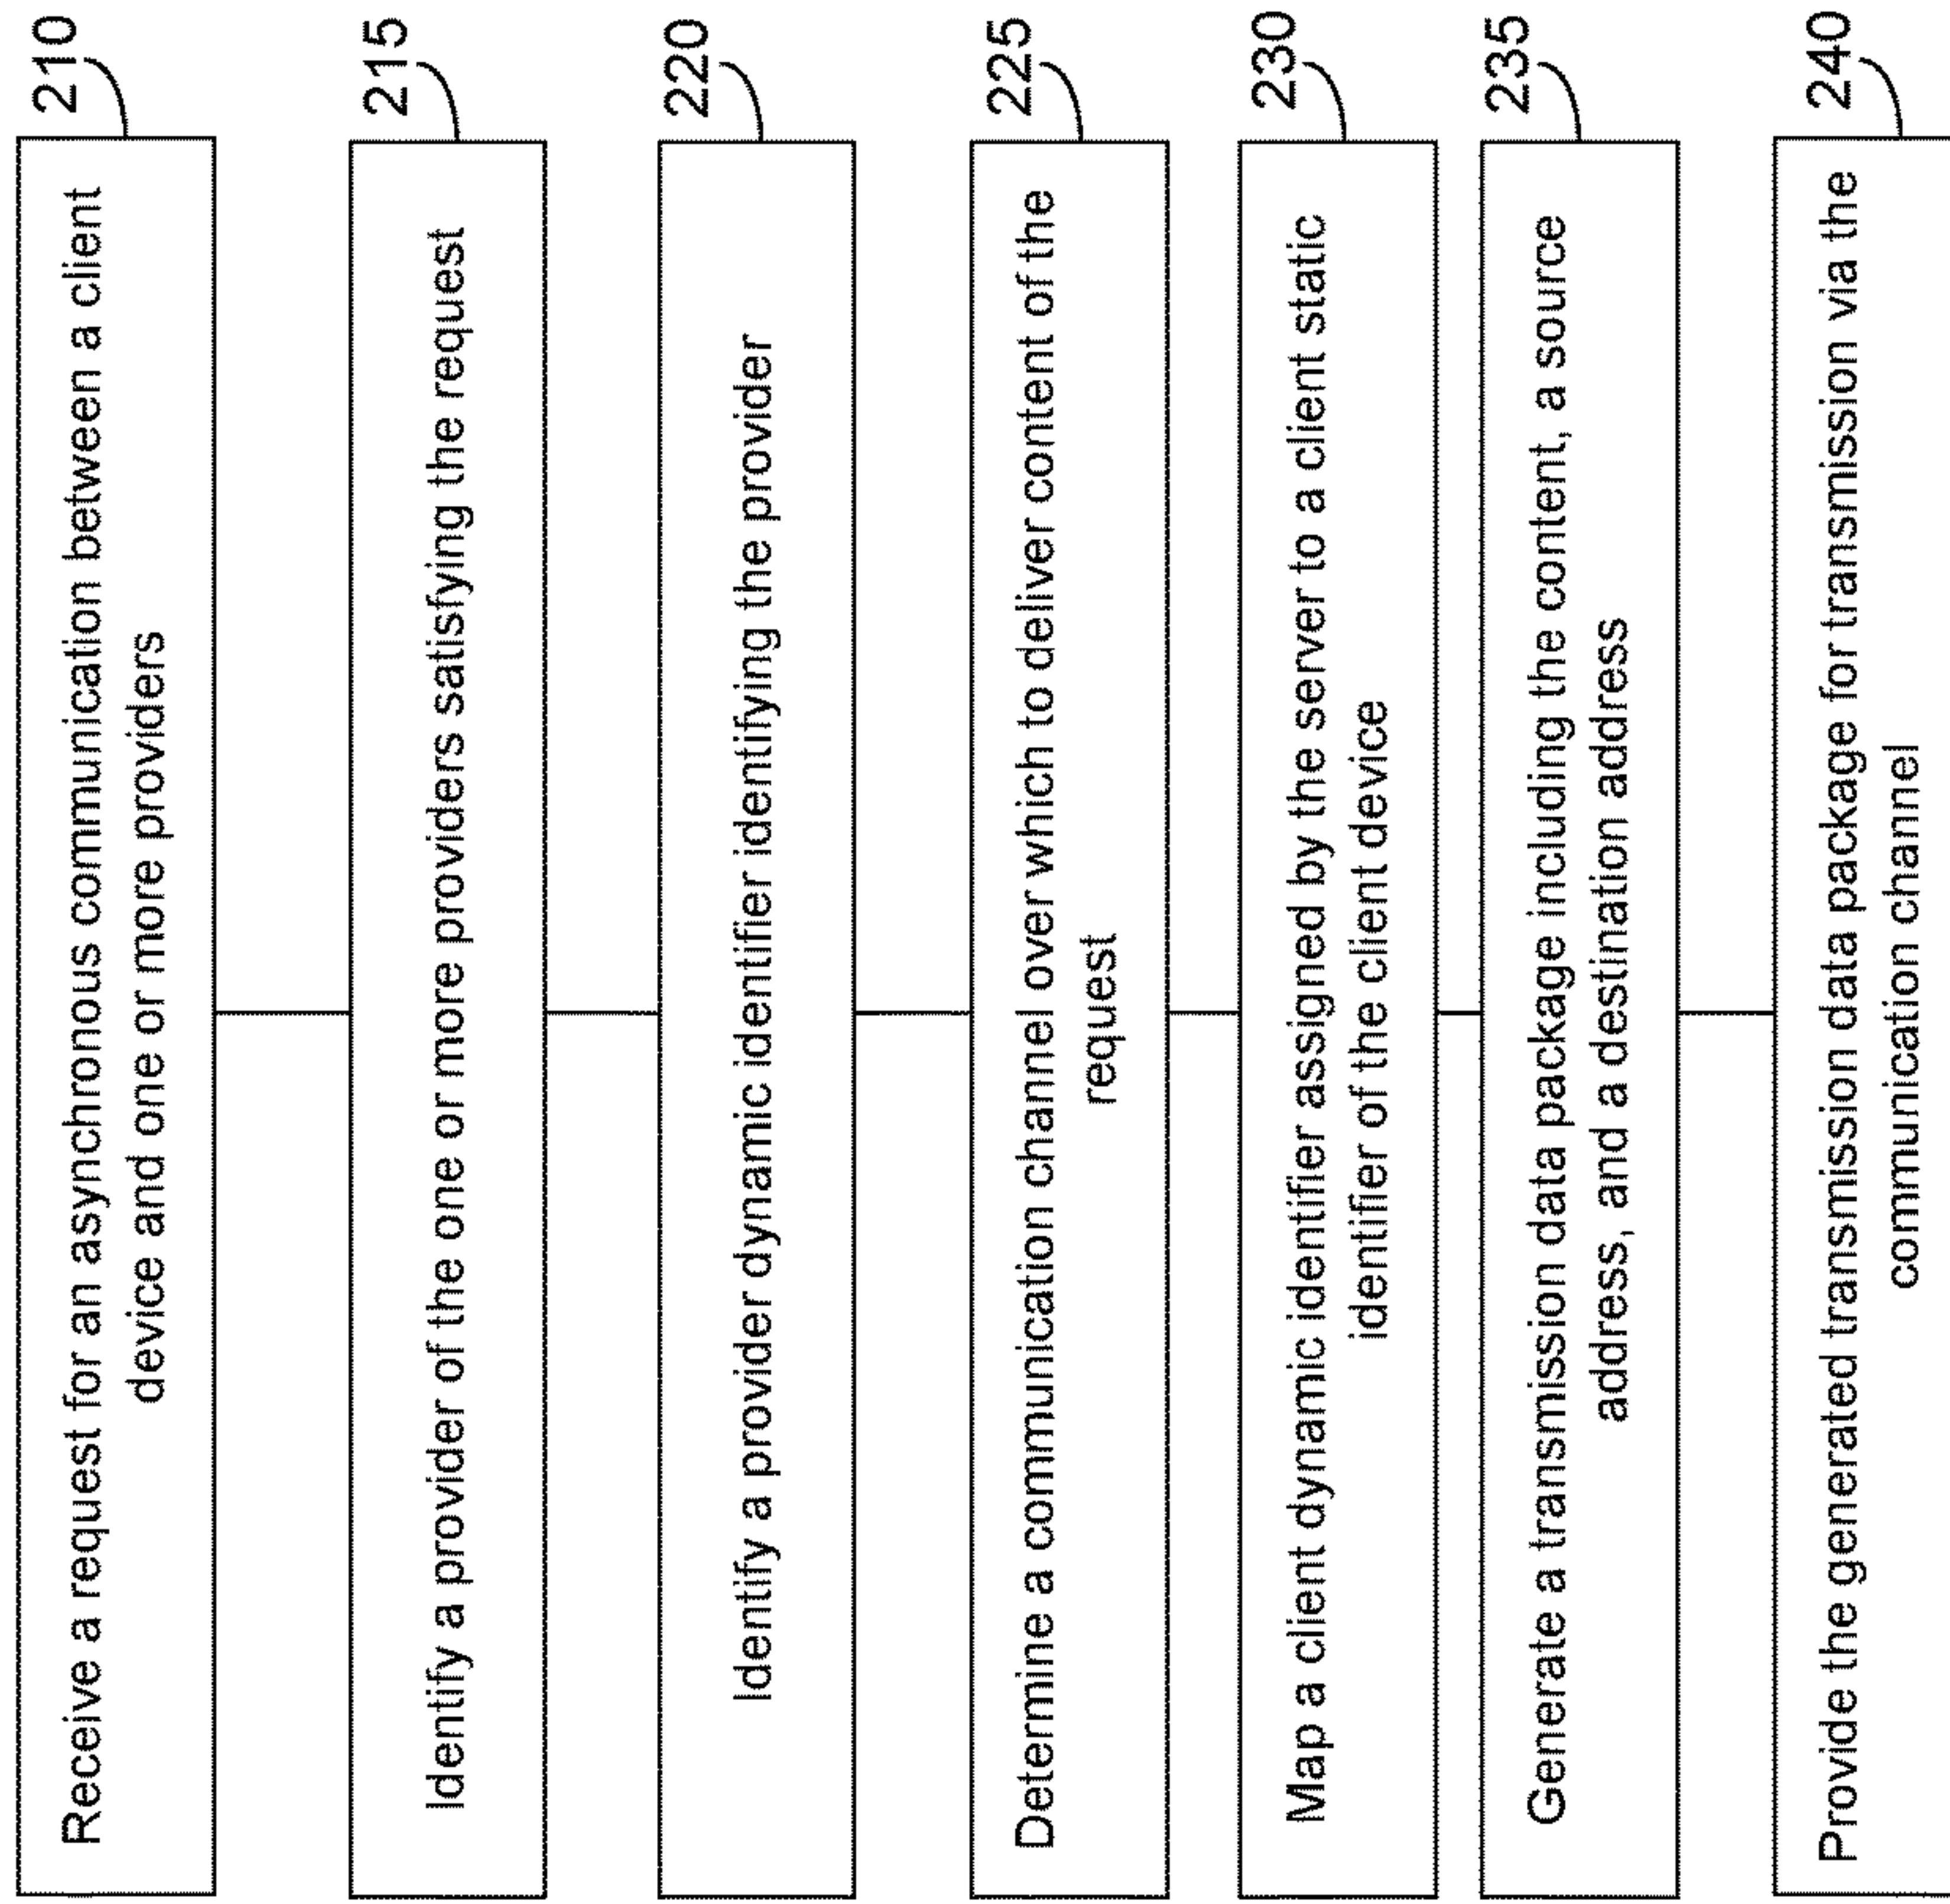 210
Receive a request for an asynchronous communication between a client
device and one or more providers
215
Identify a provider of the one or more providers satisfying the request
220
Identify a provider dynamic identifier identifying the provider
225
Determine a communication channel over which to deliver content of the
request
230
Map a client dynamic identifier assigned by the server to a client static
identifier of the client device
235
Generate a transmission data package including the content, a source
address, and a destination address
240
Provide the generated transmission data package for transmission via the
communication channel